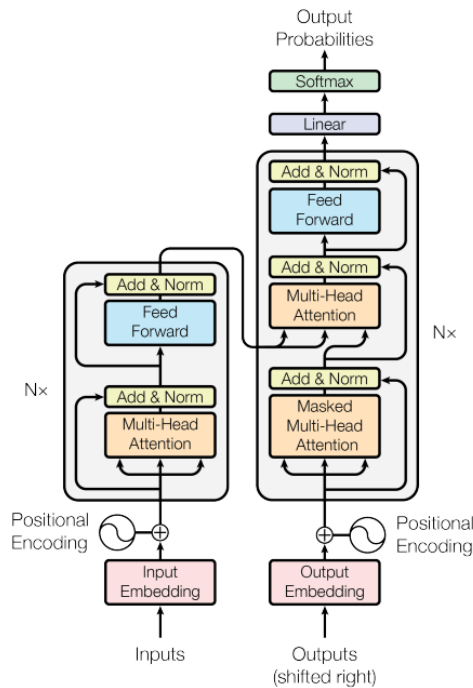 Output
Probabilities
Softmax
Linear
Add & Norm
Feed
Forward
Add & Norm
Multi-Head
Attention
Add & Norm
Masked
Multi-Head
Attention
N×
Add & Norm
Feed
Forward
N×
Add & Norm
Multi-Head
Attention
Positional
Encoding
Positional
Encoding
Input
Embedding
Output
Embedding
Inputs
Outputs
(shifted right)